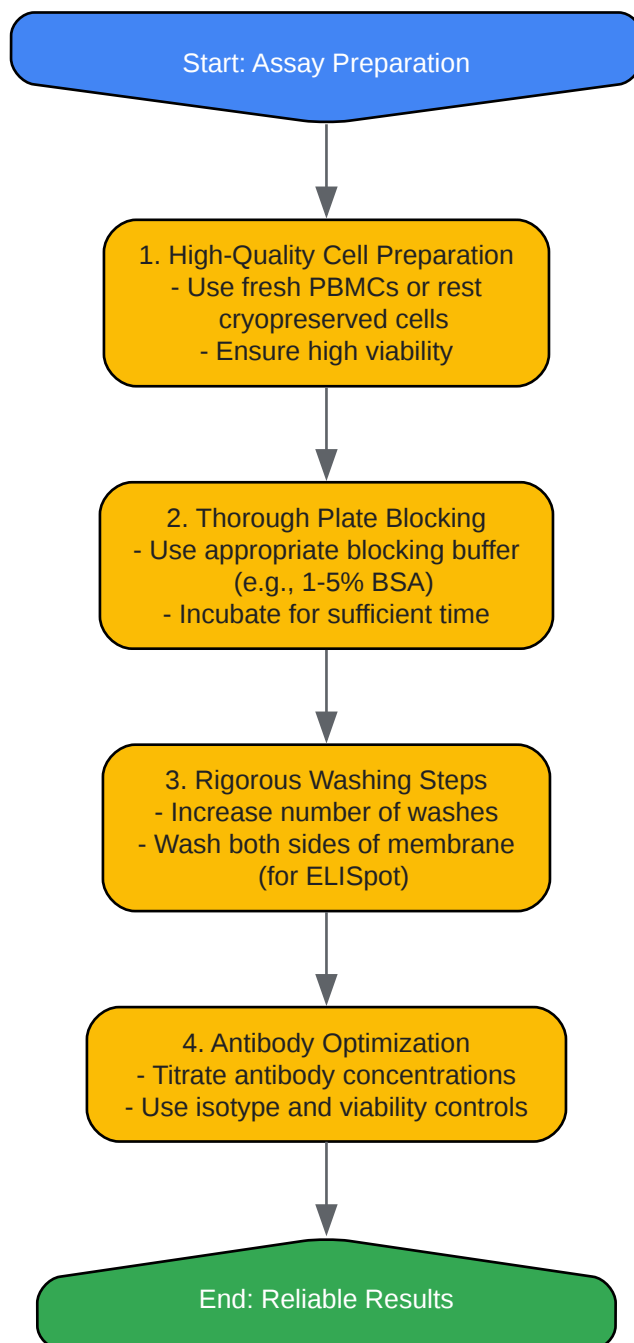 Start: Assay Preparation
1. High-Quality Cell Preparation
- Use fresh PBMCs or rest
cryopreserved cells
- Ensure high viability
2. Thorough Plate Blocking
- Use appropriate blocking buffer
(e.g., 1-5% BSA)
- Incubate for sufficient time
3. Rigorous Washing Steps
- Increase number of washes
- Wash both sides of membrane
(for ELISpot)
4. Antibody Optimization
- Titrate antibody concentrations
- Use isotype and viability controls
End: Reliable Results